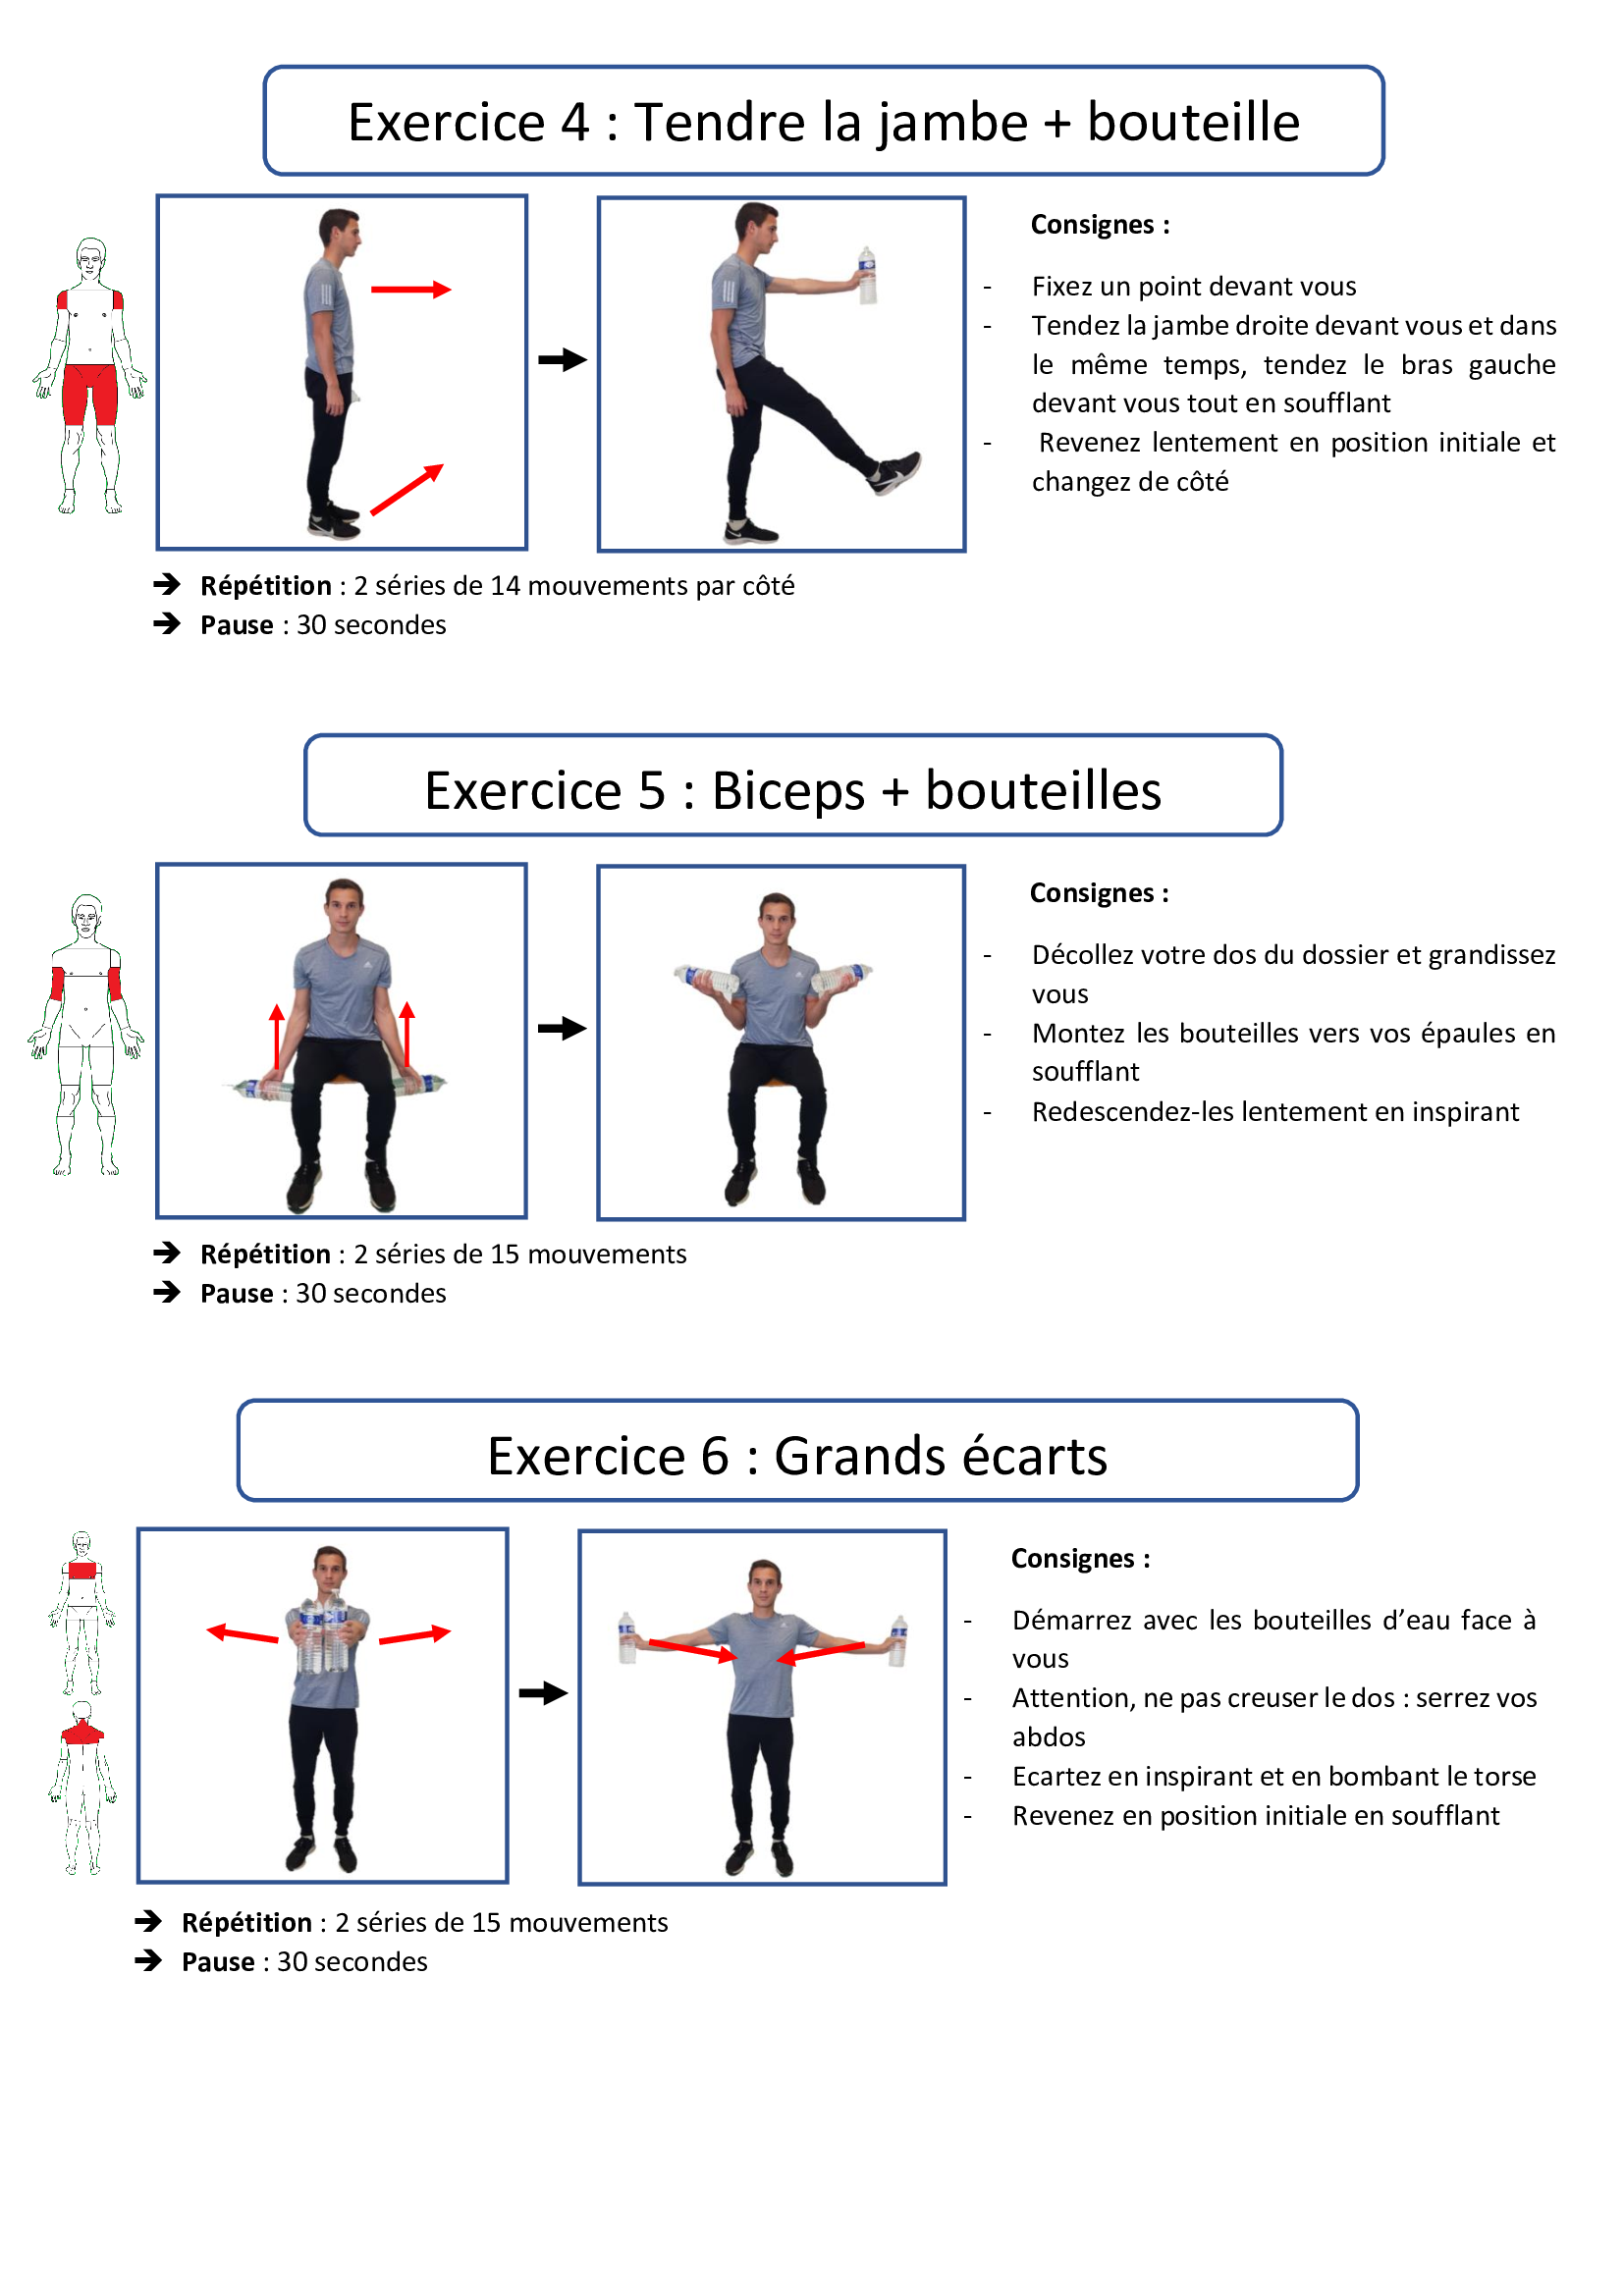 Exercice 4 : Tendre la jambe + bouteille
Consignes :
- Fixez un point devant vous
- Tendez la jambe droite devant vous et dans
le même temps, tendez le bras gauche
devant vous tout en soufflant
- Revenez lentement en position initiale et
changez de côté
➔ Répétition : 2 séries de 14 mouvements par côté
➔ Pause : 30 secondes
Exercice 5 : Biceps + bouteilles
Consignes :
- Décollez votre dos du dossier et grandissez
vous
- Montez les bouteilles vers vos épaules en
soufflant
- Redescendez-les lentement en inspirant
➔ Répétition : 2 séries de 15 mouvements
➔ Pause : 30 secondes
Exercice 6 : Grands écarts
Consignes :
- Démarrez avec les bouteilles d’eau face à
vous
- Attention, ne pas creuser le dos : serrez vos
abdos
- Ecartez en inspirant et en bombant le torse
- Revenez en position initiale en soufflant
➔ Répétition : 2 séries de 15 mouvements
➔ Pause : 30 secondes